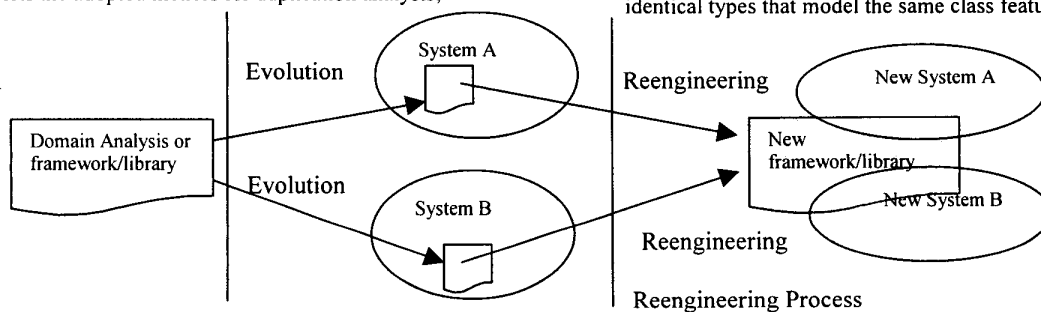 identical types that model the same class featu
System A
Evolution
Reengineering
New System A
Domain Analysis or
framework/library
New
framework/library
Evolution
System B
New System B
Reengineering
Reengineering Process